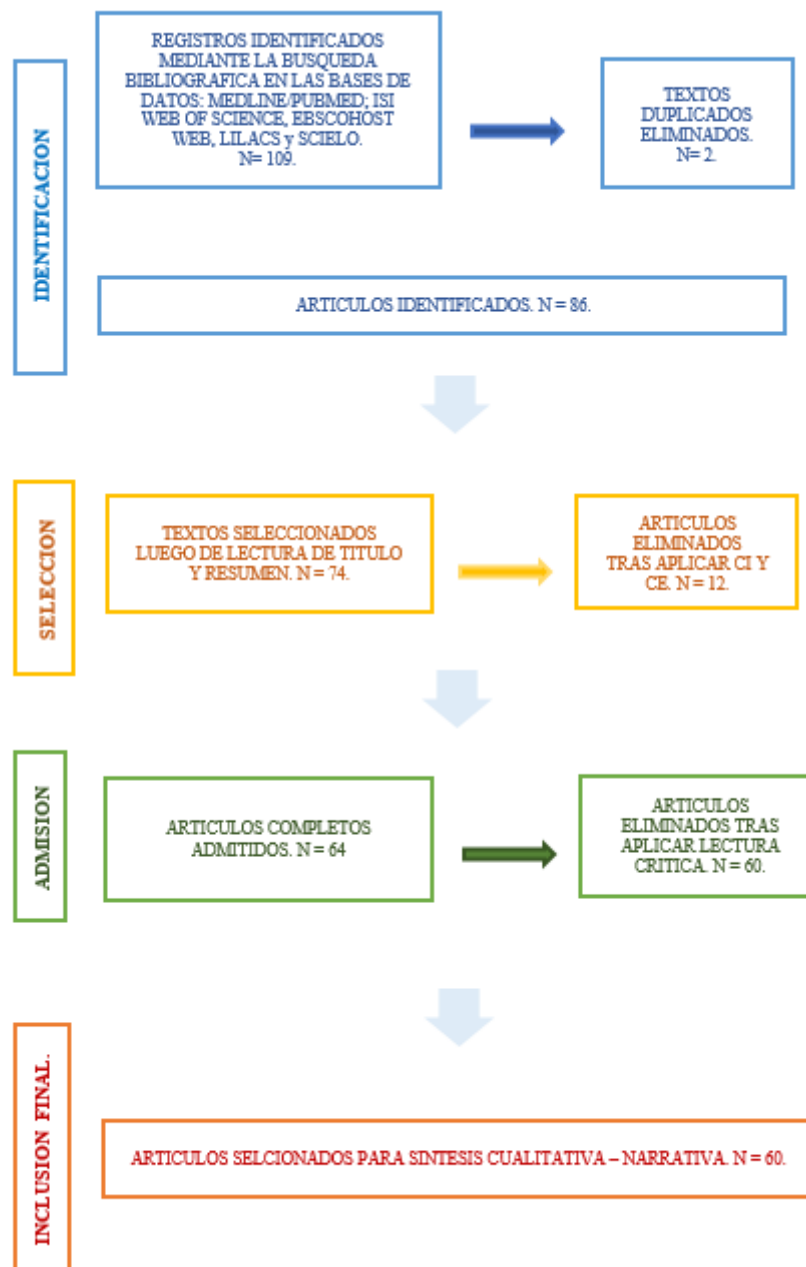 IDENTIFICACION
REGISTROS IDENTIFICADOS
MEDIANTE LA BUSQUEDA
BIBLIOGRAFICA EN LAS BASES DE
DATOS: MEDLINE/PUBMED; ISI
WEB OF SCIENCE, EBSCOHOST
WEB, LILACS y SCIELO.
N= 109.
TEXTOS
DUPLICADOS
ELIMINADOS.
N= 2.
ARTICULOS IDENTIFICADOS. N = 86.
SELECCION
TEXTOS SELECCIONADOS
LUEGO DE LECTURA DE TITULO
Y RESUMEN. N = 74.
ARTICULOS
ELIMINADOS
TRAS APLICAR CI Y
CE. N = 12.
ADMISION
ARTICULOS COMPLETOS
ADMITIDOS. N = 64
ARTICULOS
ELIMINADOS TRAS
APLICAR LECTURA
CRITICA. N = 60.
INCLUSION FINAL.
ARTICULOS SELCIONADOS PARA SINTESIS CUALITATIVA – NARRATIVA. N = 60.